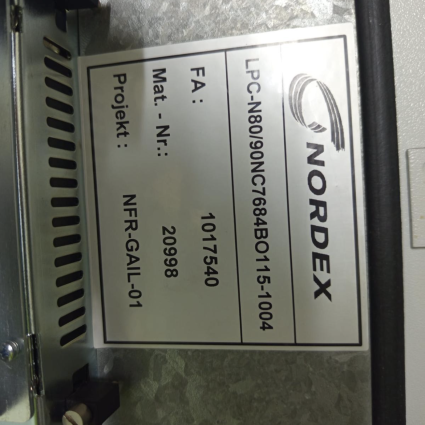 NORDEX
LPC-N80/90NC7684BO115-1004
FA : 1017540
Mat. - Nr.: 20998
Projekt : NFR-GAIL-01